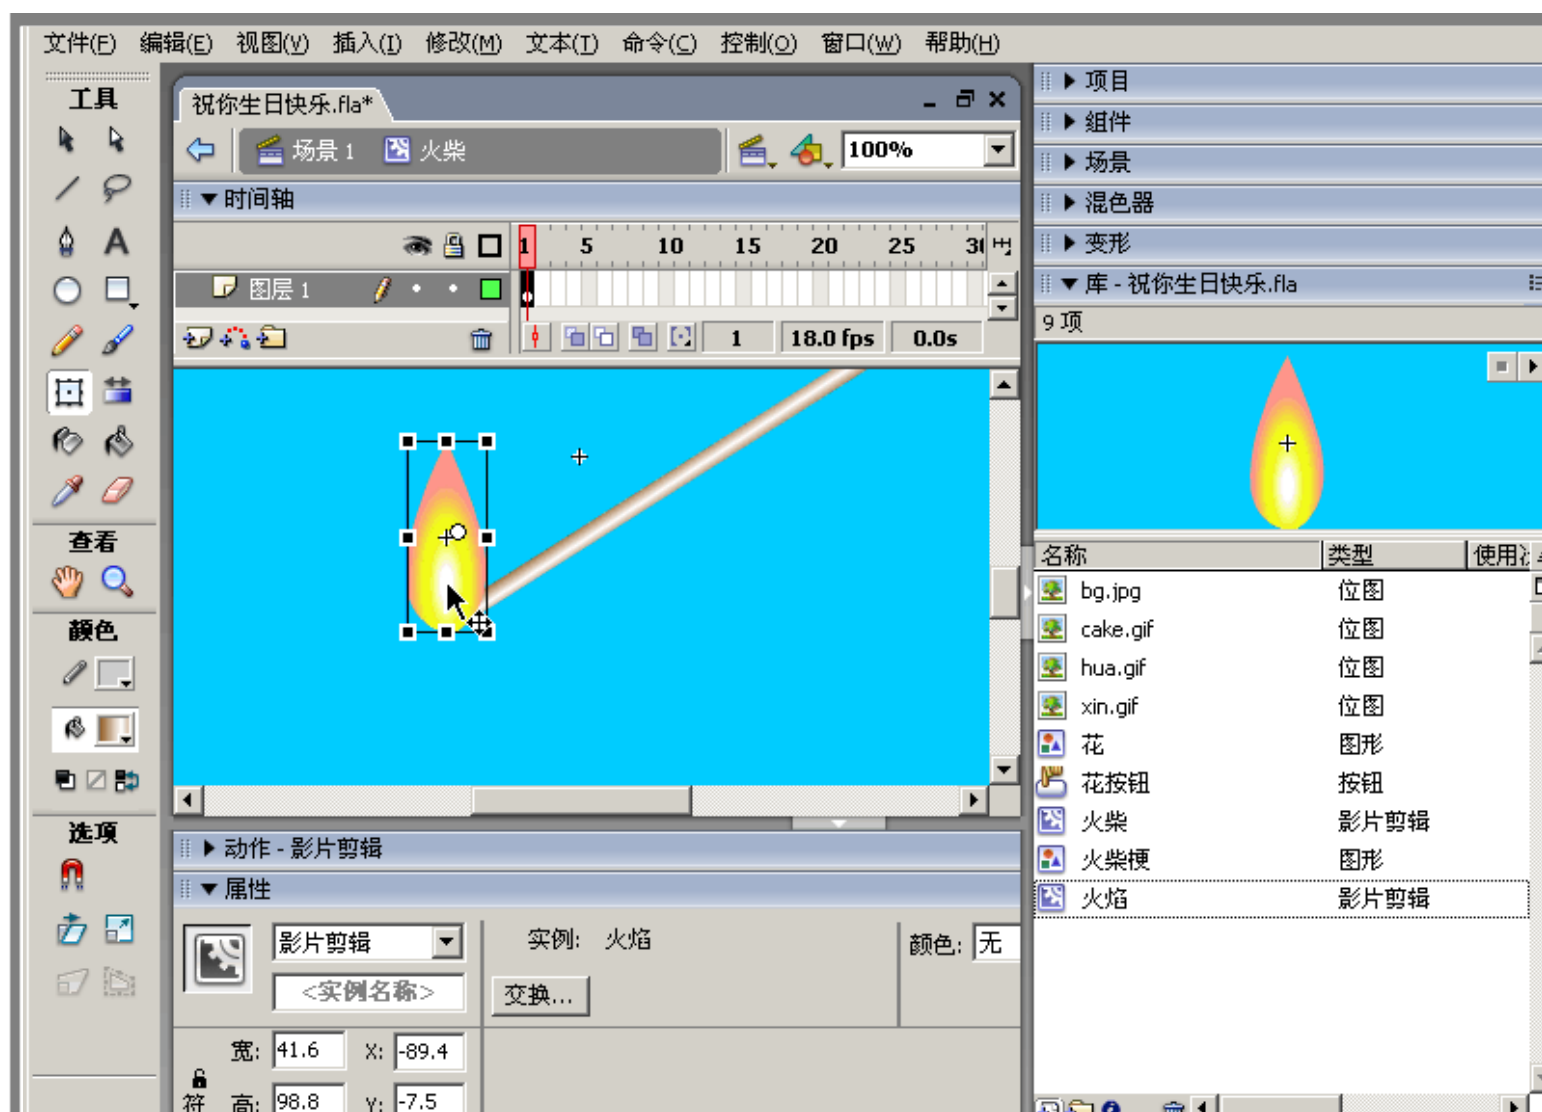 文件(F) 编辑(E) 视图(V) 插入(I) 修改(M) 文本(T) 命令(C) 控制(O) 窗口(W) 帮助(H)
工具
祝你生日快乐.fla*
场景 1 火柴 100%
时间轴
1 5 10 15 20 25 30
图层 1
1 18.0 fps 0.0s
查看
颜色
选项
动作 - 影片剪辑
属性
影片剪辑 实例: 火焰 颜色: 无
<实例名称> 交换...
宽: 41.6 X: -89.4
高: 98.8 Y: -7.5
项目
组件
场景
混色器
变形
库 - 祝你生日快乐.fla
9 项
名称 类型 使用
bg.jpg 位图
cake.gif 位图
hua.gif 位图
xin.gif 位图
花 图形
花按钮 按钮
火柴 影片剪辑
火柴梗 图形
火焰 影片剪辑